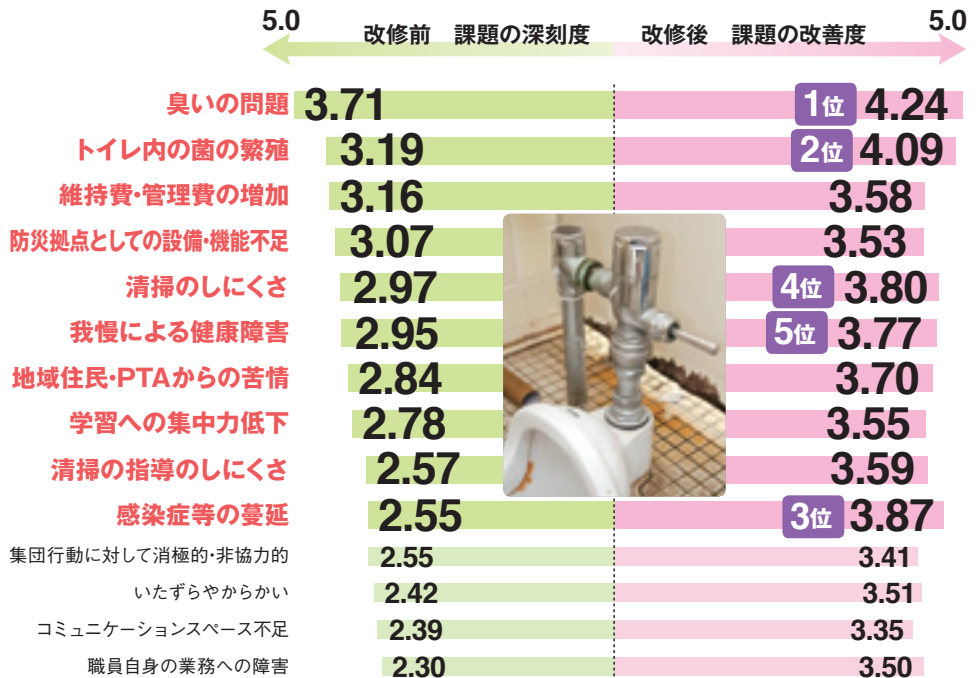 5.0 改修前 課題の深刻度 改修後 課題の改善度 5.0
臭いの問題 3.71 1位 4.24
トイレ内の菌の繁殖 3.19 2位 4.09
維持費・管理費の増加 3.16 3.58
防災拠点としての設備・機能不足 3.07 3.53
清掃のしにくさ 2.97 4位 3.80
我慢による健康障害 2.95 5位 3.77
地域住民・PTAからの苦情 2.84 3.70
学習への集中力低下 2.78 3.55
清掃の指導のしにくさ 2.57 3.59
感染症等の蔓延 2.55 3位 3.87
集団行動に対して消極的・非協力的 2.55 3.41
いたずらやからかい 2.42 3.51
コミュニケーションスペース不足 2.39 3.35
職員自身の業務への障害 2.30 3.50